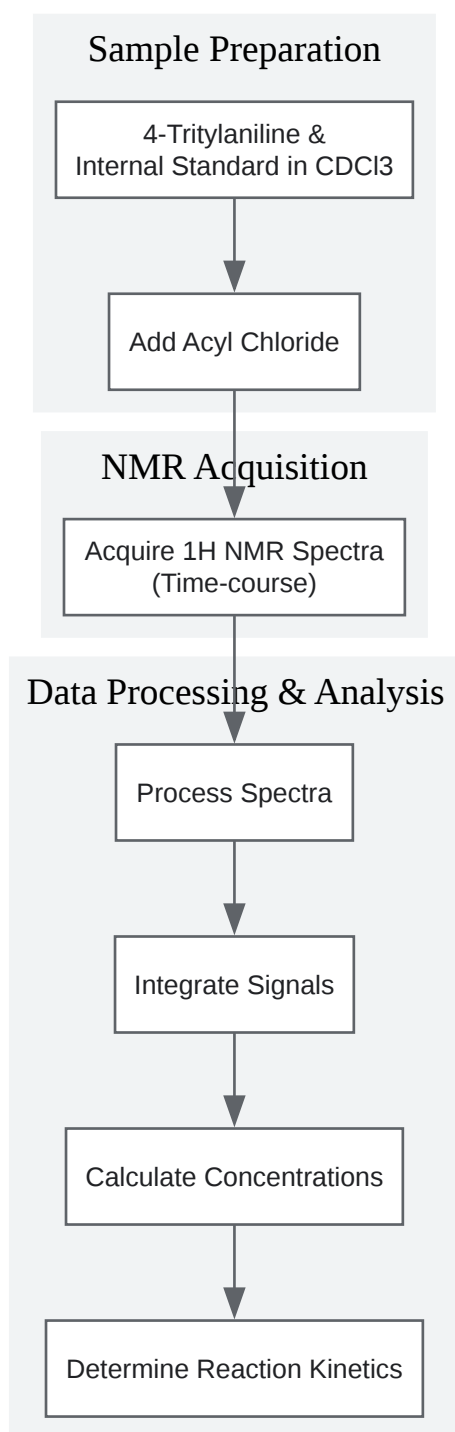 Sample Preparation
4-Tritylaniline &
Internal Standard in CDCl3
Add Acyl Chloride
NMR Acquisition
Acquire 1H NMR Spectra
(Time-course)
Data Processing & Analysis
Process Spectra
Integrate Signals
Calculate Concentrations
Determine Reaction Kinetics